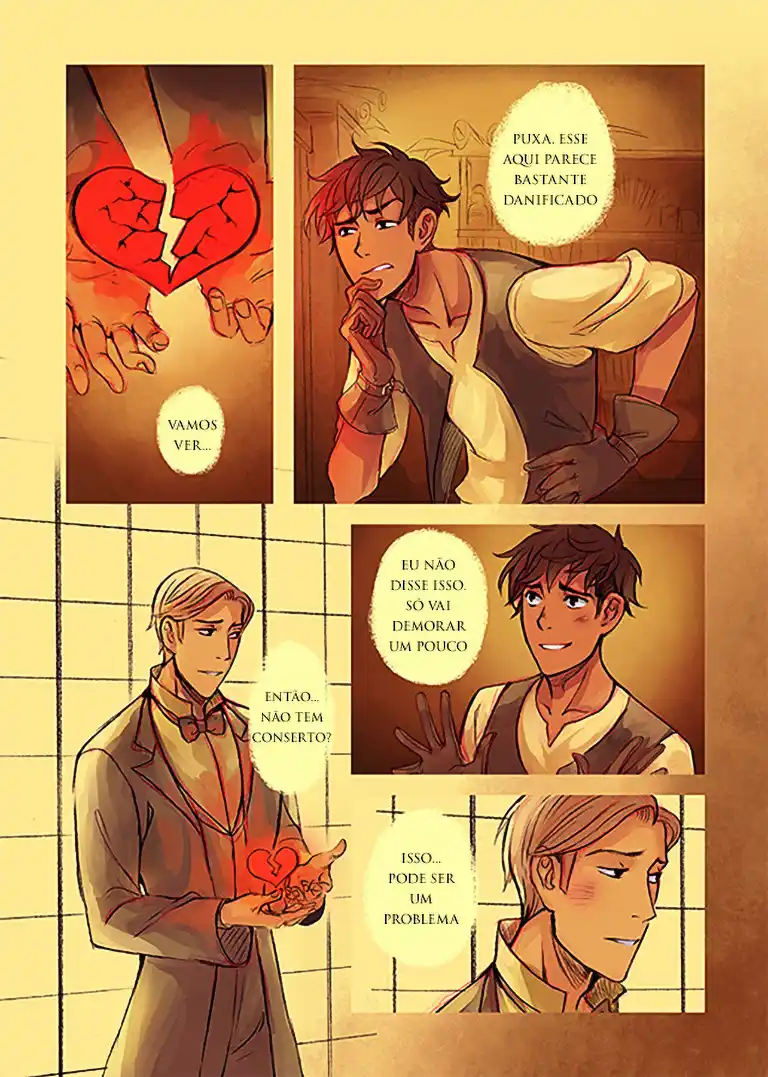 VAMOS
VER...
PUXA, ESSE
AQUI PARECE
BASTANTE
DANIFICADO
ENTÃO...
NÃO TEM
CONSERTO?
EU NÃO
DISSE ISSO.
SÓ VAI
DEMORAR
UM POUCO
ISSO...
PODE SER
UM
PROBLEMA